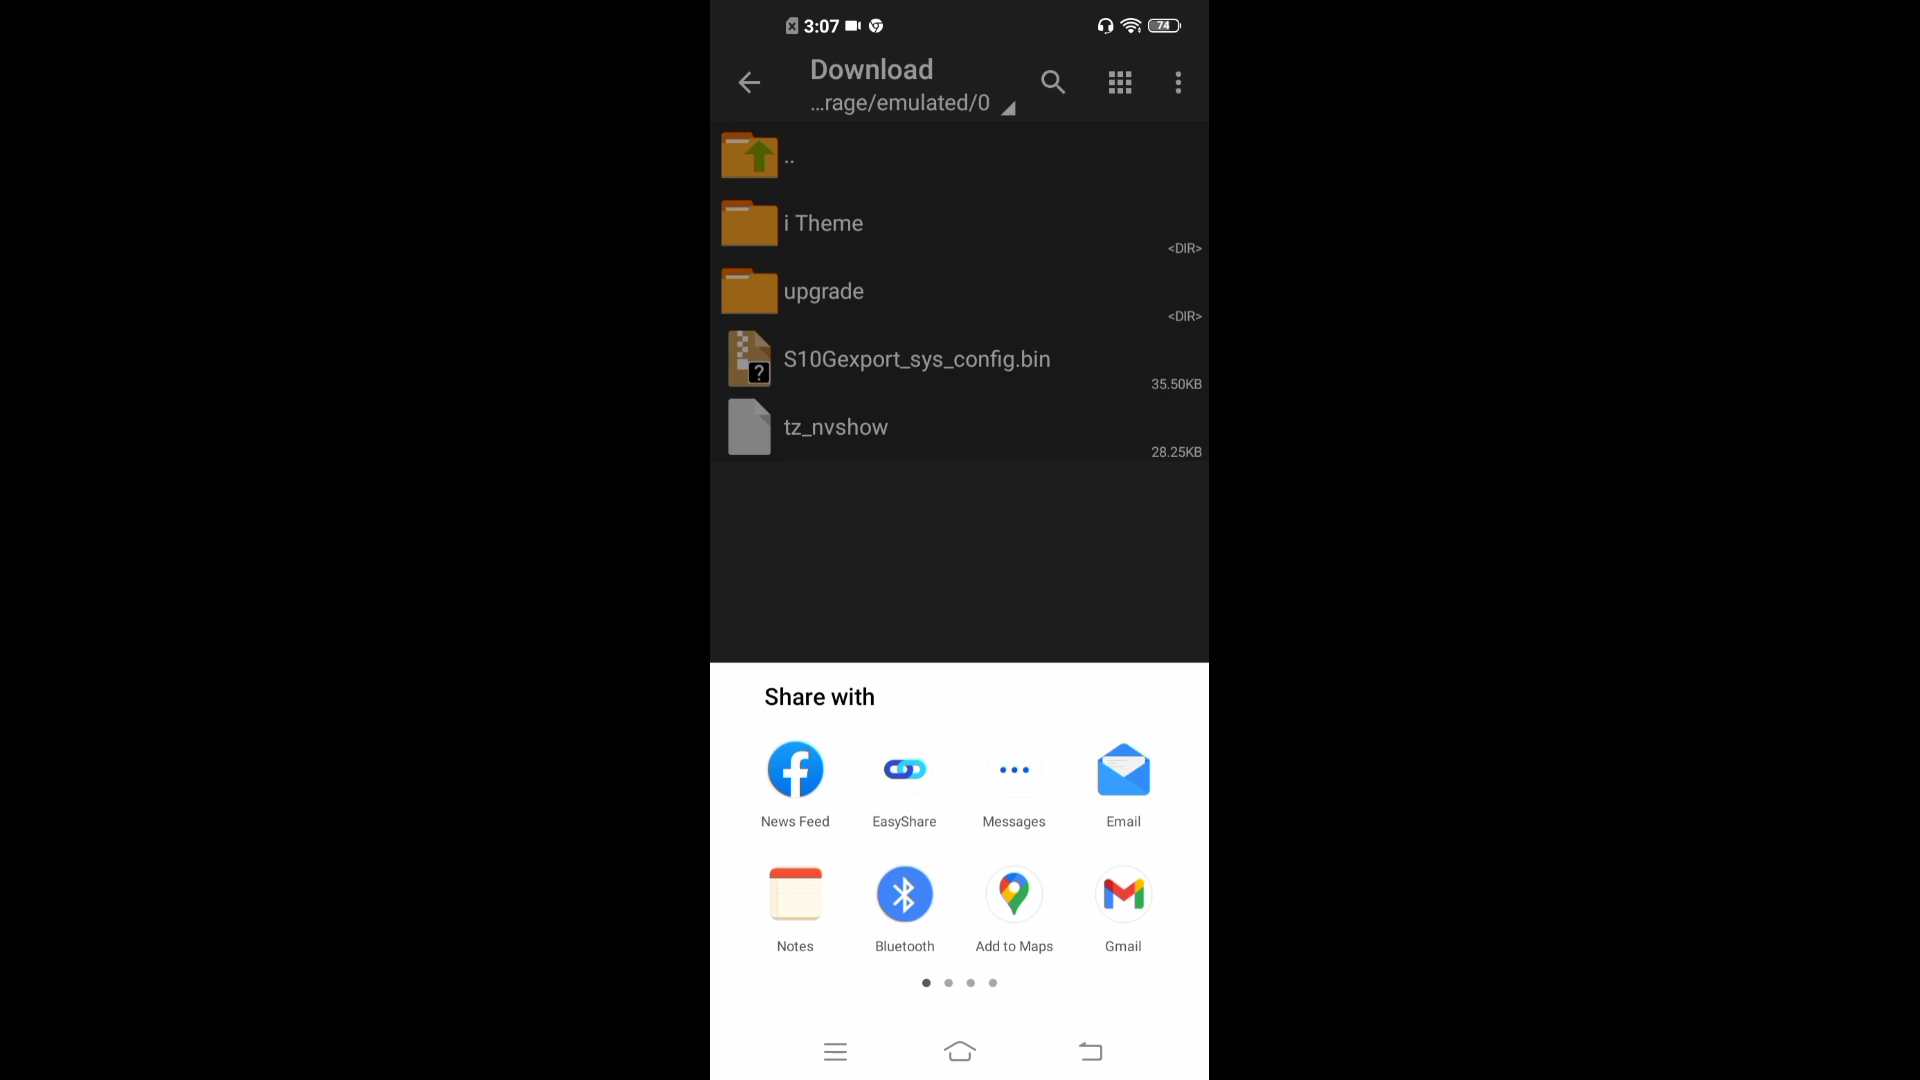 3:07
74
Download
...rage/emulated/0
..
i Theme
<DIR>
upgrade
<DIR>
?
S10Gexport_sys_config.bin
35.50KB
tz_nvshow
28.25KB
Share with
News Feed
EasyShare
Messages
Email
Notes
Bluetooth
Add to Maps
Gmail